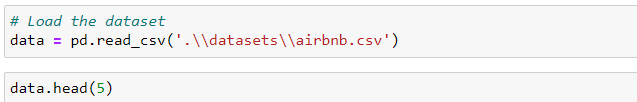 # Load the dataset
data = pd.read_csv('.\\datasets\\airbnb.csv')
data.head(5)